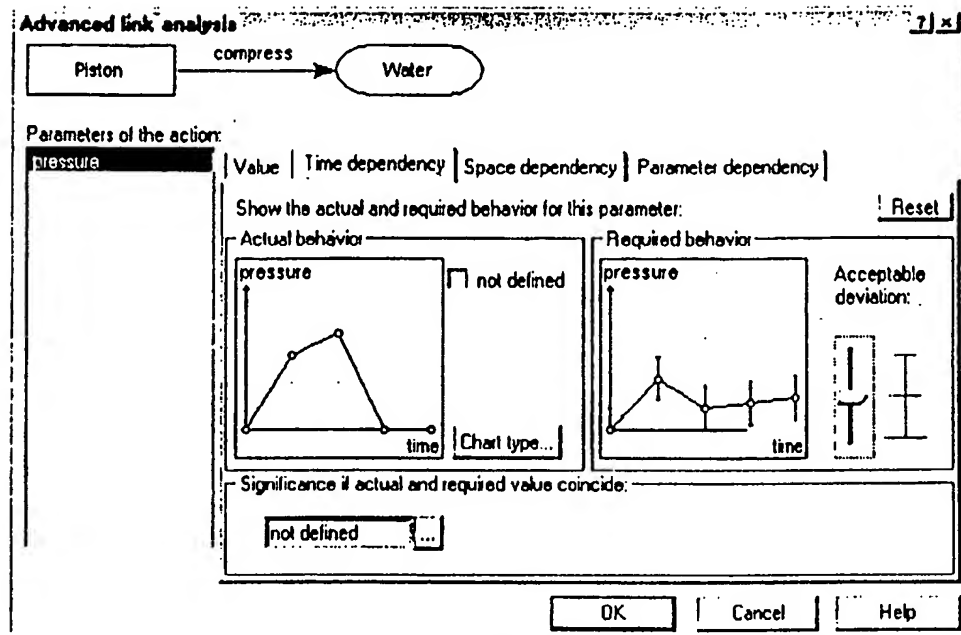 Advanced link analysis ? ×
compress
Piston
Water
Parameters of the action:
pressure
Value Time dependency Space dependency Parameter dependency
Show the actual and required behavior for this parameter:
Reset
Actual behavior
pressure
not defined
time
Chart type...
Required behavior
pressure
time
Acceptable
deviation:
Significance if actual and required value coincide:
not defined ...
OK Cancel Help